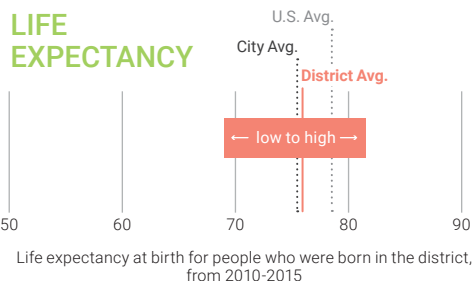 LIFE
EXPECTANCY
U.S. Avg.
City Avg.
District Avg.
← low to high →
50 60 70 80 90
Life expectancy at birth for people who were born in the district,
from 2010-2015